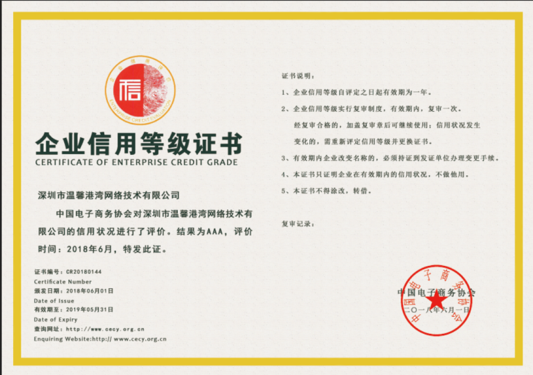 信
企业信用等级证书
CERTIFICATE OF ENTERPRISE CREDIT GRADE
深圳市温馨港湾网络技术有限公司
中国电子商务协会对深圳市温馨港湾网络技术有
限公司的信用状况进行了评价。结果为AAA，评价
时间：2018年6月，特发此证。
证书编号：CR20180144
Certificate Number
颁发日期：2018年06月01日
Date of Issue
有效期至：2019年05月31日
Date of Expiry
查询网址：http://www.cecy.org.cn
Enquiring Website:http:// www.cecy.org.cn
证书说明：
1、企业信用等级自评定之日起有效期为一年。
2、企业信用等级实行复审制度，有效期内，复审一次。
经复审合格的，加盖复审章后可继续使用；信用状况发生
变化的，需重新评定信用等级并更换证书。
3、有效期内企业改变名称的，必须持证到发证单位办理变更手续。
4、本证书只证明企业在有效期内的信用状况，不做他用。
5、本证书不得涂改，转借。
复审记录：
中国电子商务协会
中国电子商务协会
二〇一八年六月一日